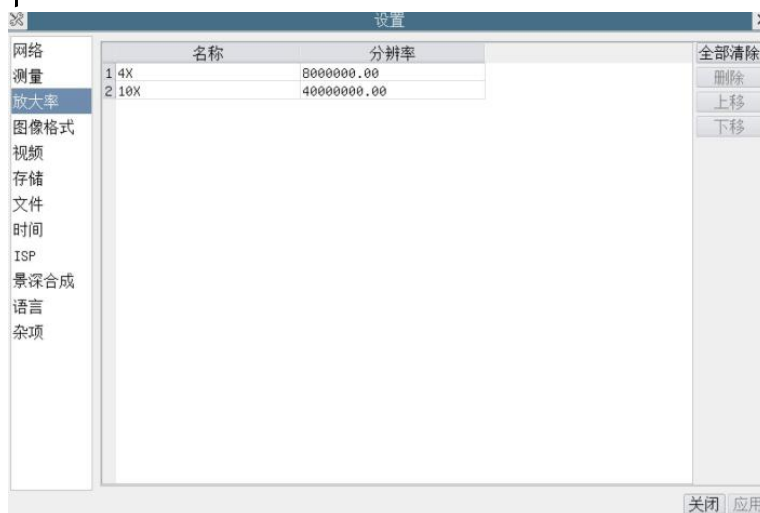 设置
网络
测量
放大率
图像格式
视频
存储
文件
时间
ISP
景深合成
语言
杂项
名称 分辨率
1 4X 8000000.00
2 10X 40000000.00
全部清除
删除
上移
下移
关闭 应用